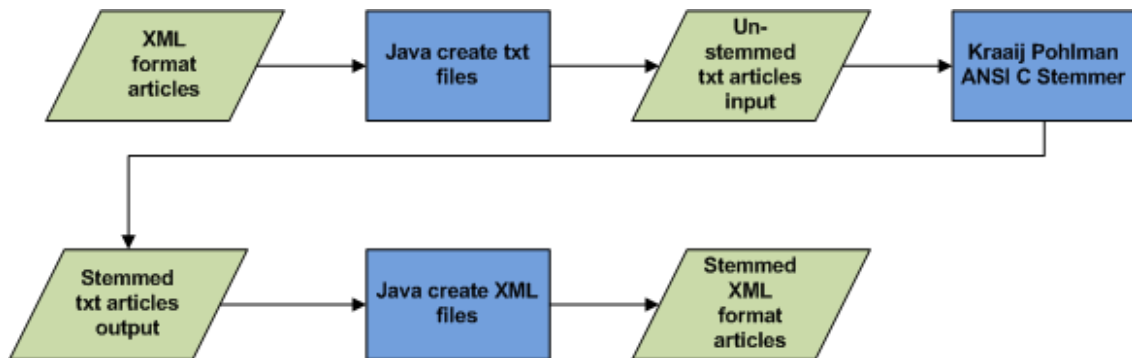 XML
format
articles
Java create txt
files
Un-
stemmed
txt articles
input
Kraaij Pohlman
ANSI C Stemmer
Stemmed
txt articles
output
Java create XML
files
Stemmed
XML
format
articles